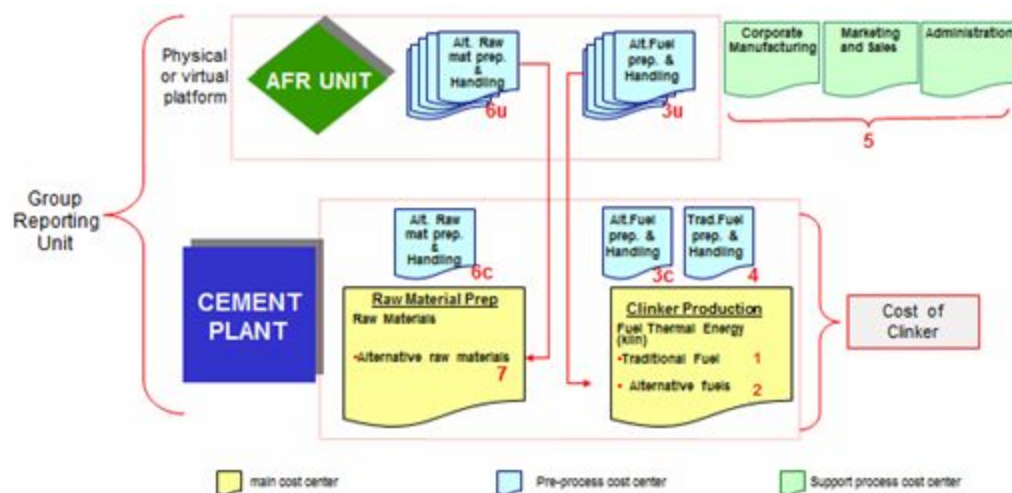 Physical
or virtual
platform
AFR UNIT
Alt. Raw
mat prep.
&
Handling
6u
Alt.Fuel
prep. &
Handling
3u
Corporate
Manufacturing
Marketing
and Sales
Administration
5
Group
Reporting
Unit
Alt. Raw
mat prep.
&
Handling
6c
Alt.Fuel
prep. &
Handling
3c
Trad.Fuel
prep. &
Handling
4
CEMENT
PLANT
Raw Material Prep
Raw Materials
•Alternative raw materials
7
Clinker Production
Fuel Thermal Energy
(kiln)
•Traditional Fuel 1
• Alternative fuels 2
Cost of
Clinker
main cost center
Pre-process cost center
Support process cost center